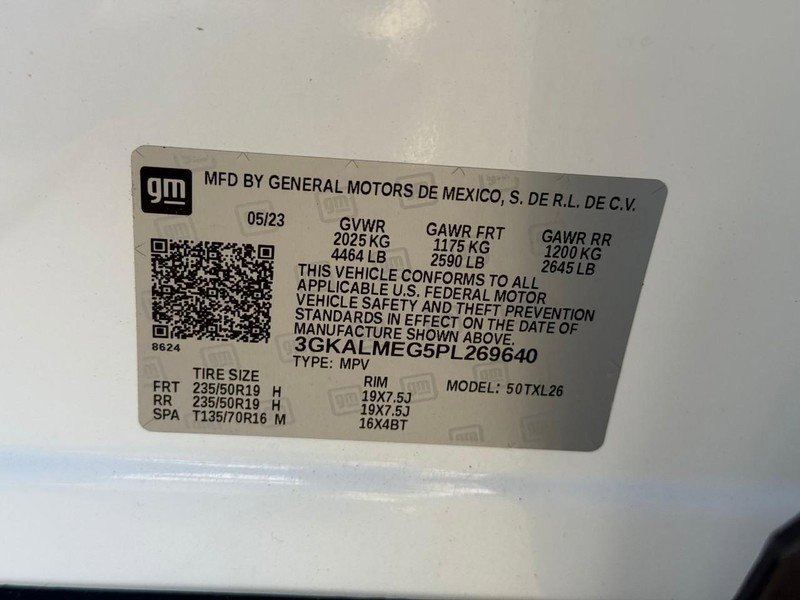 gm MFD BY GENERAL MOTORS DE MEXICO, S. DE R.L. DE C.V.
05/23 GVWR GAWR FRT GAWR RR
2025 KG 1175 KG 1200 KG
4464 LB 2590 LB 2645 LB
THIS VEHICLE CONFORMS TO ALL
APPLICABLE U.S. FEDERAL MOTOR
VEHICLE SAFETY AND THEFT PREVENTION
STANDARDS IN EFFECT ON THE DATE OF
MANUFACTURE SHOWN ABOVE.
8624 3GKALMEG5PL269640
TYPE: MPV
TIRE SIZE RIM MODEL: 50TXL26
FRT 235/50R19 H 19X7.5J
RR 235/50R19 H 19X7.5J
SPA T135/70R16 M 16X4BT